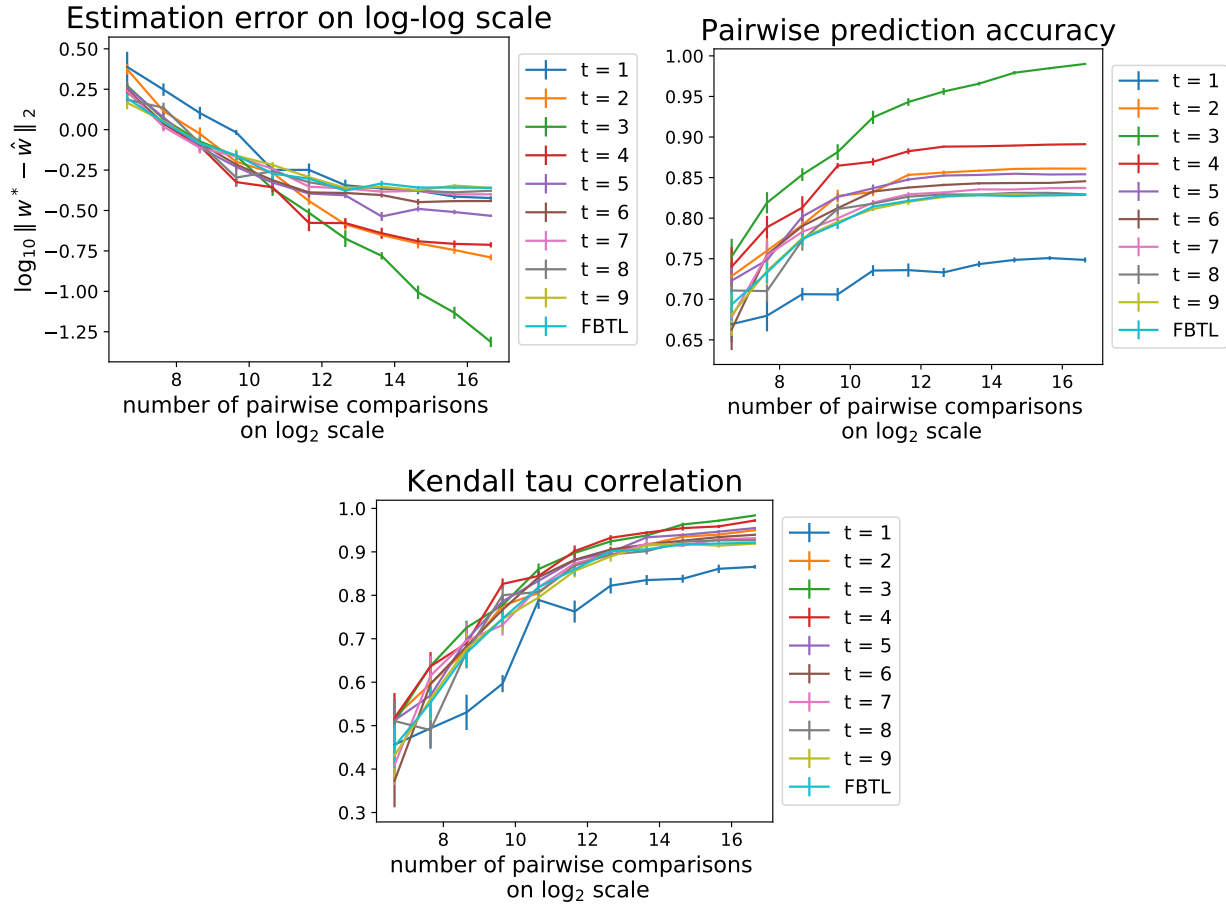 Estimation error on log-log scale
0.50
0.25
0.00
−0.25
−0.50
−0.75
−1.00
−1.25
log₁₀ ∥ w* − ŵ ∥₂
8 10 12 14 16
number of pairwise comparisons
on log₂ scale
t = 1
t = 2
t = 3
t = 4
t = 5
t = 6
t = 7
t = 8
t = 9
FBTL
Pairwise prediction accuracy
1.00
0.95
0.90
0.85
0.80
0.75
0.70
0.65
8 10 12 14 16
number of pairwise comparisons
on log₂ scale
t = 1
t = 2
t = 3
t = 4
t = 5
t = 6
t = 7
t = 8
t = 9
FBTL
Kendall tau correlation
1.0
0.9
0.8
0.7
0.6
0.5
0.4
0.3
8 10 12 14 16
number of pairwise comparisons
on log₂ scale
t = 1
t = 2
t = 3
t = 4
t = 5
t = 6
t = 7
t = 8
t = 9
FBTL